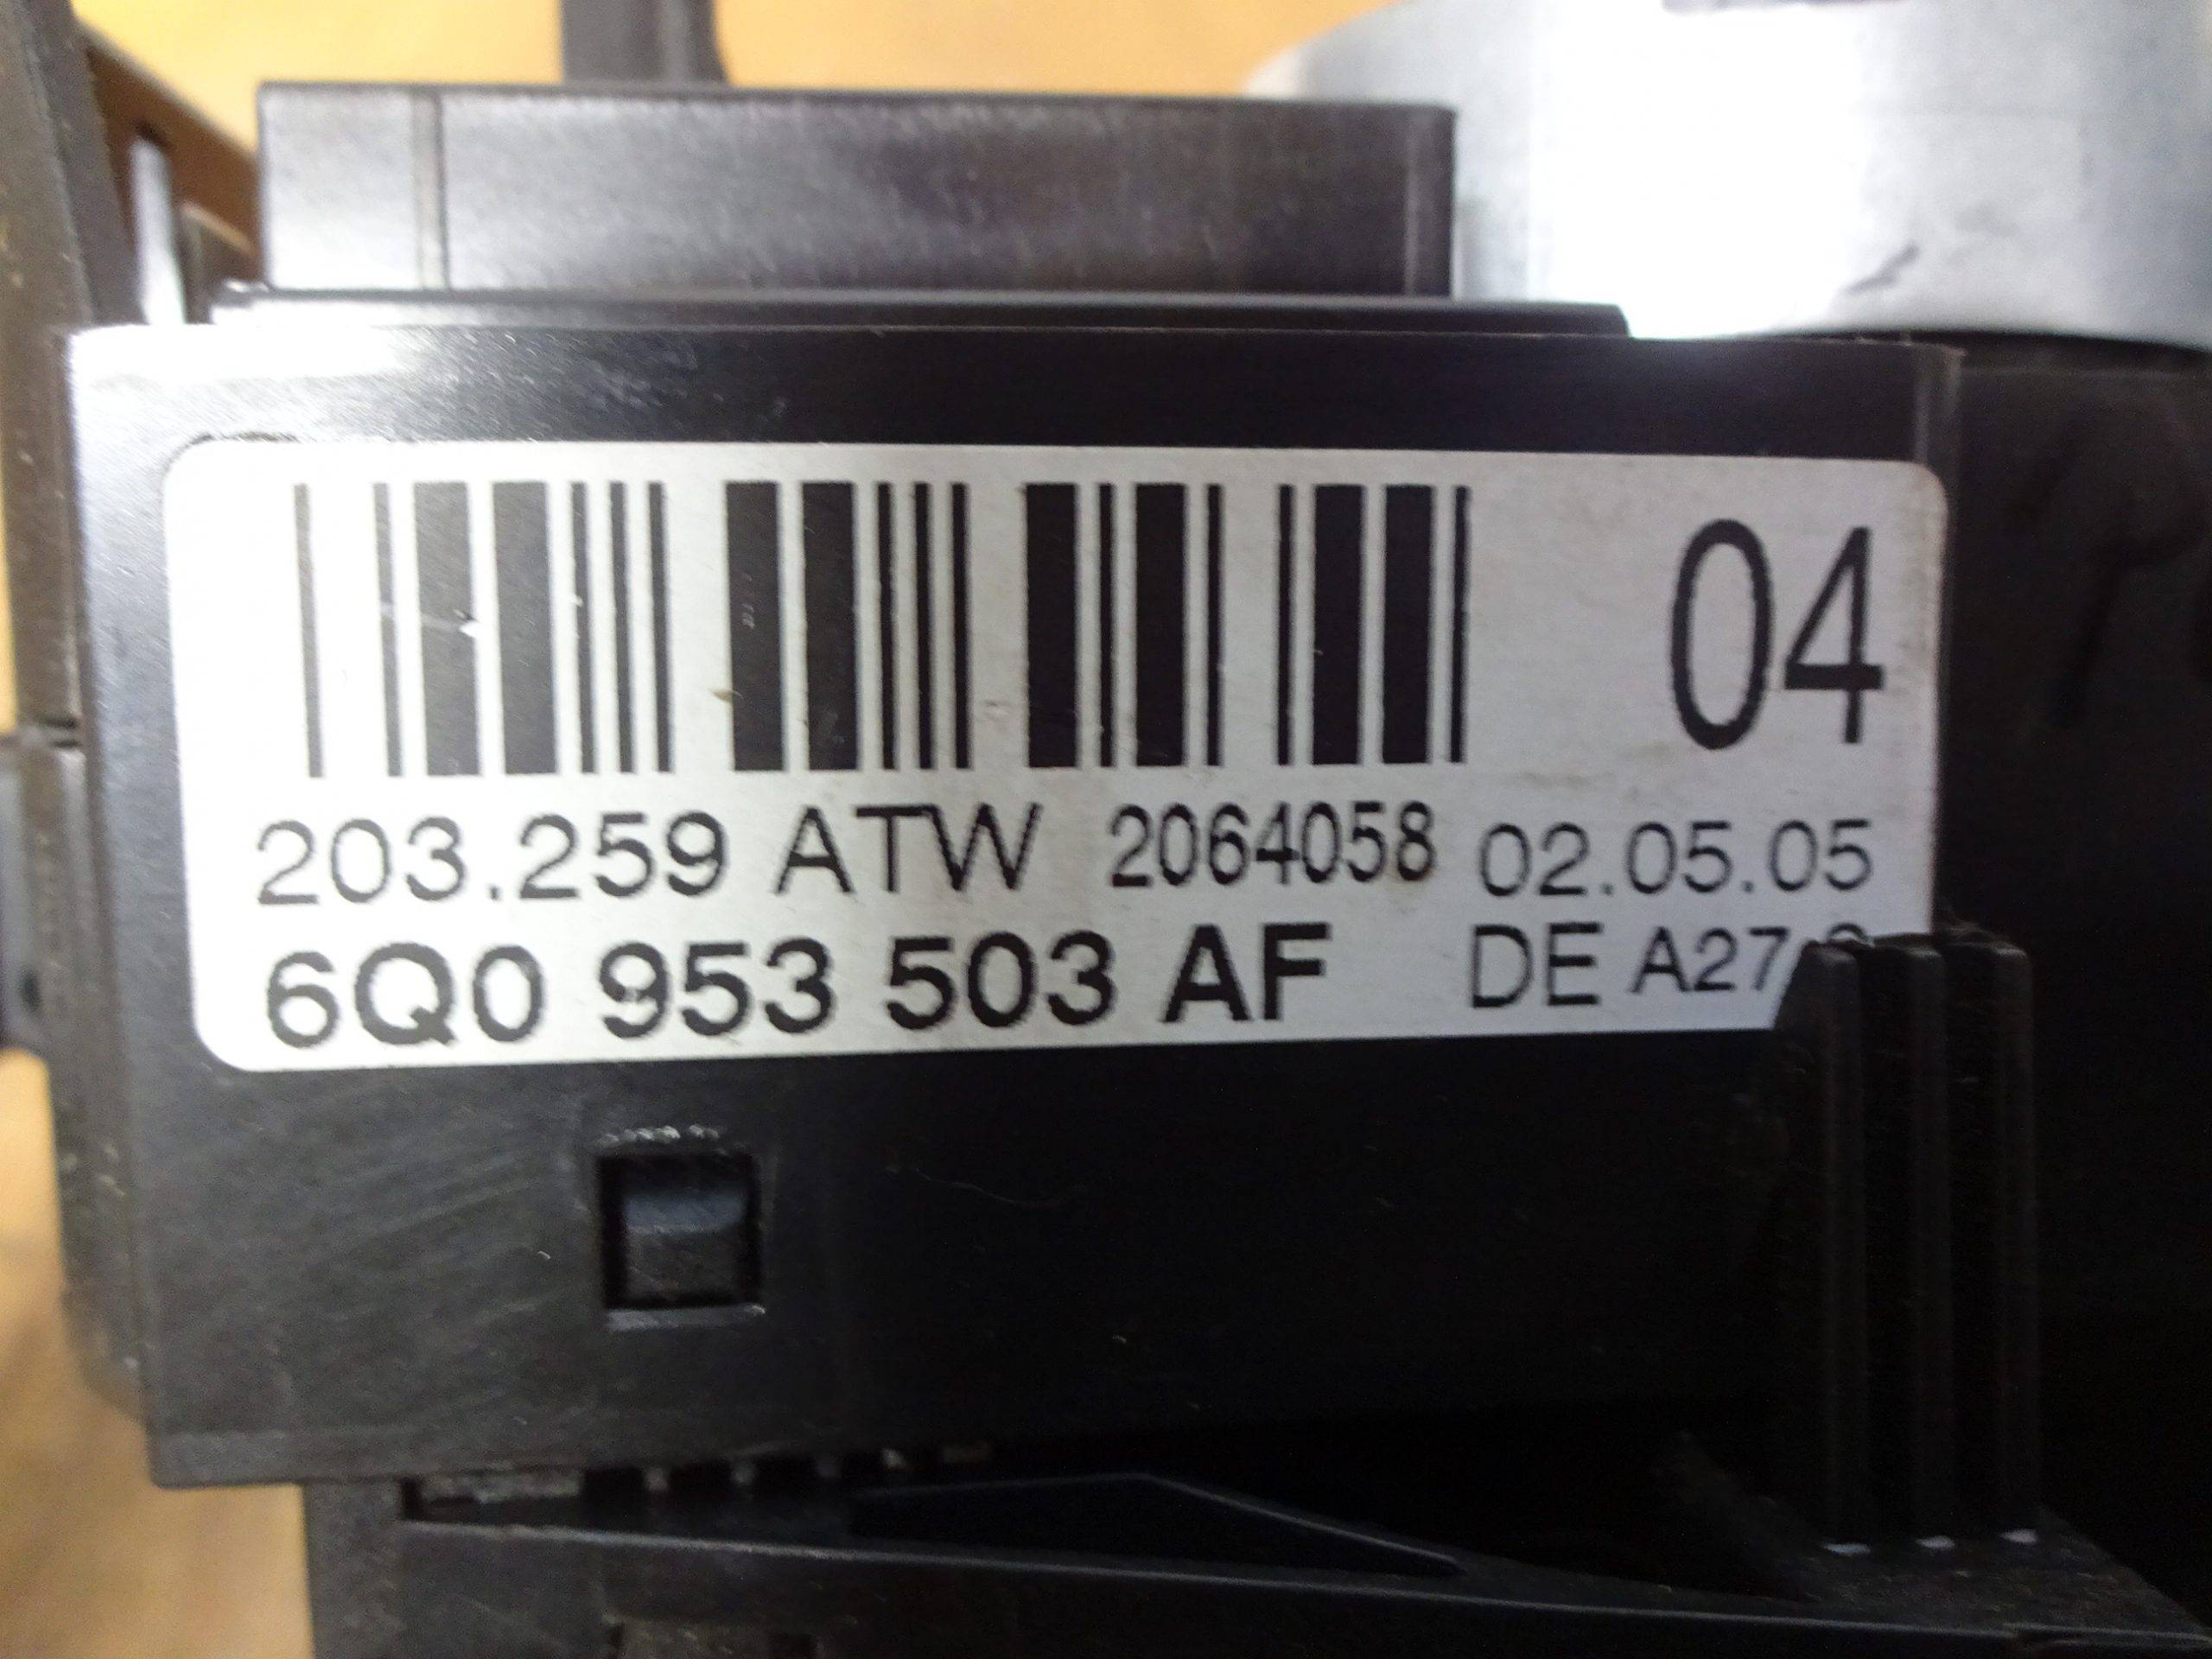 04
203.259 ATW 2064058 02.05.05
6Q0 953 503 AF DE